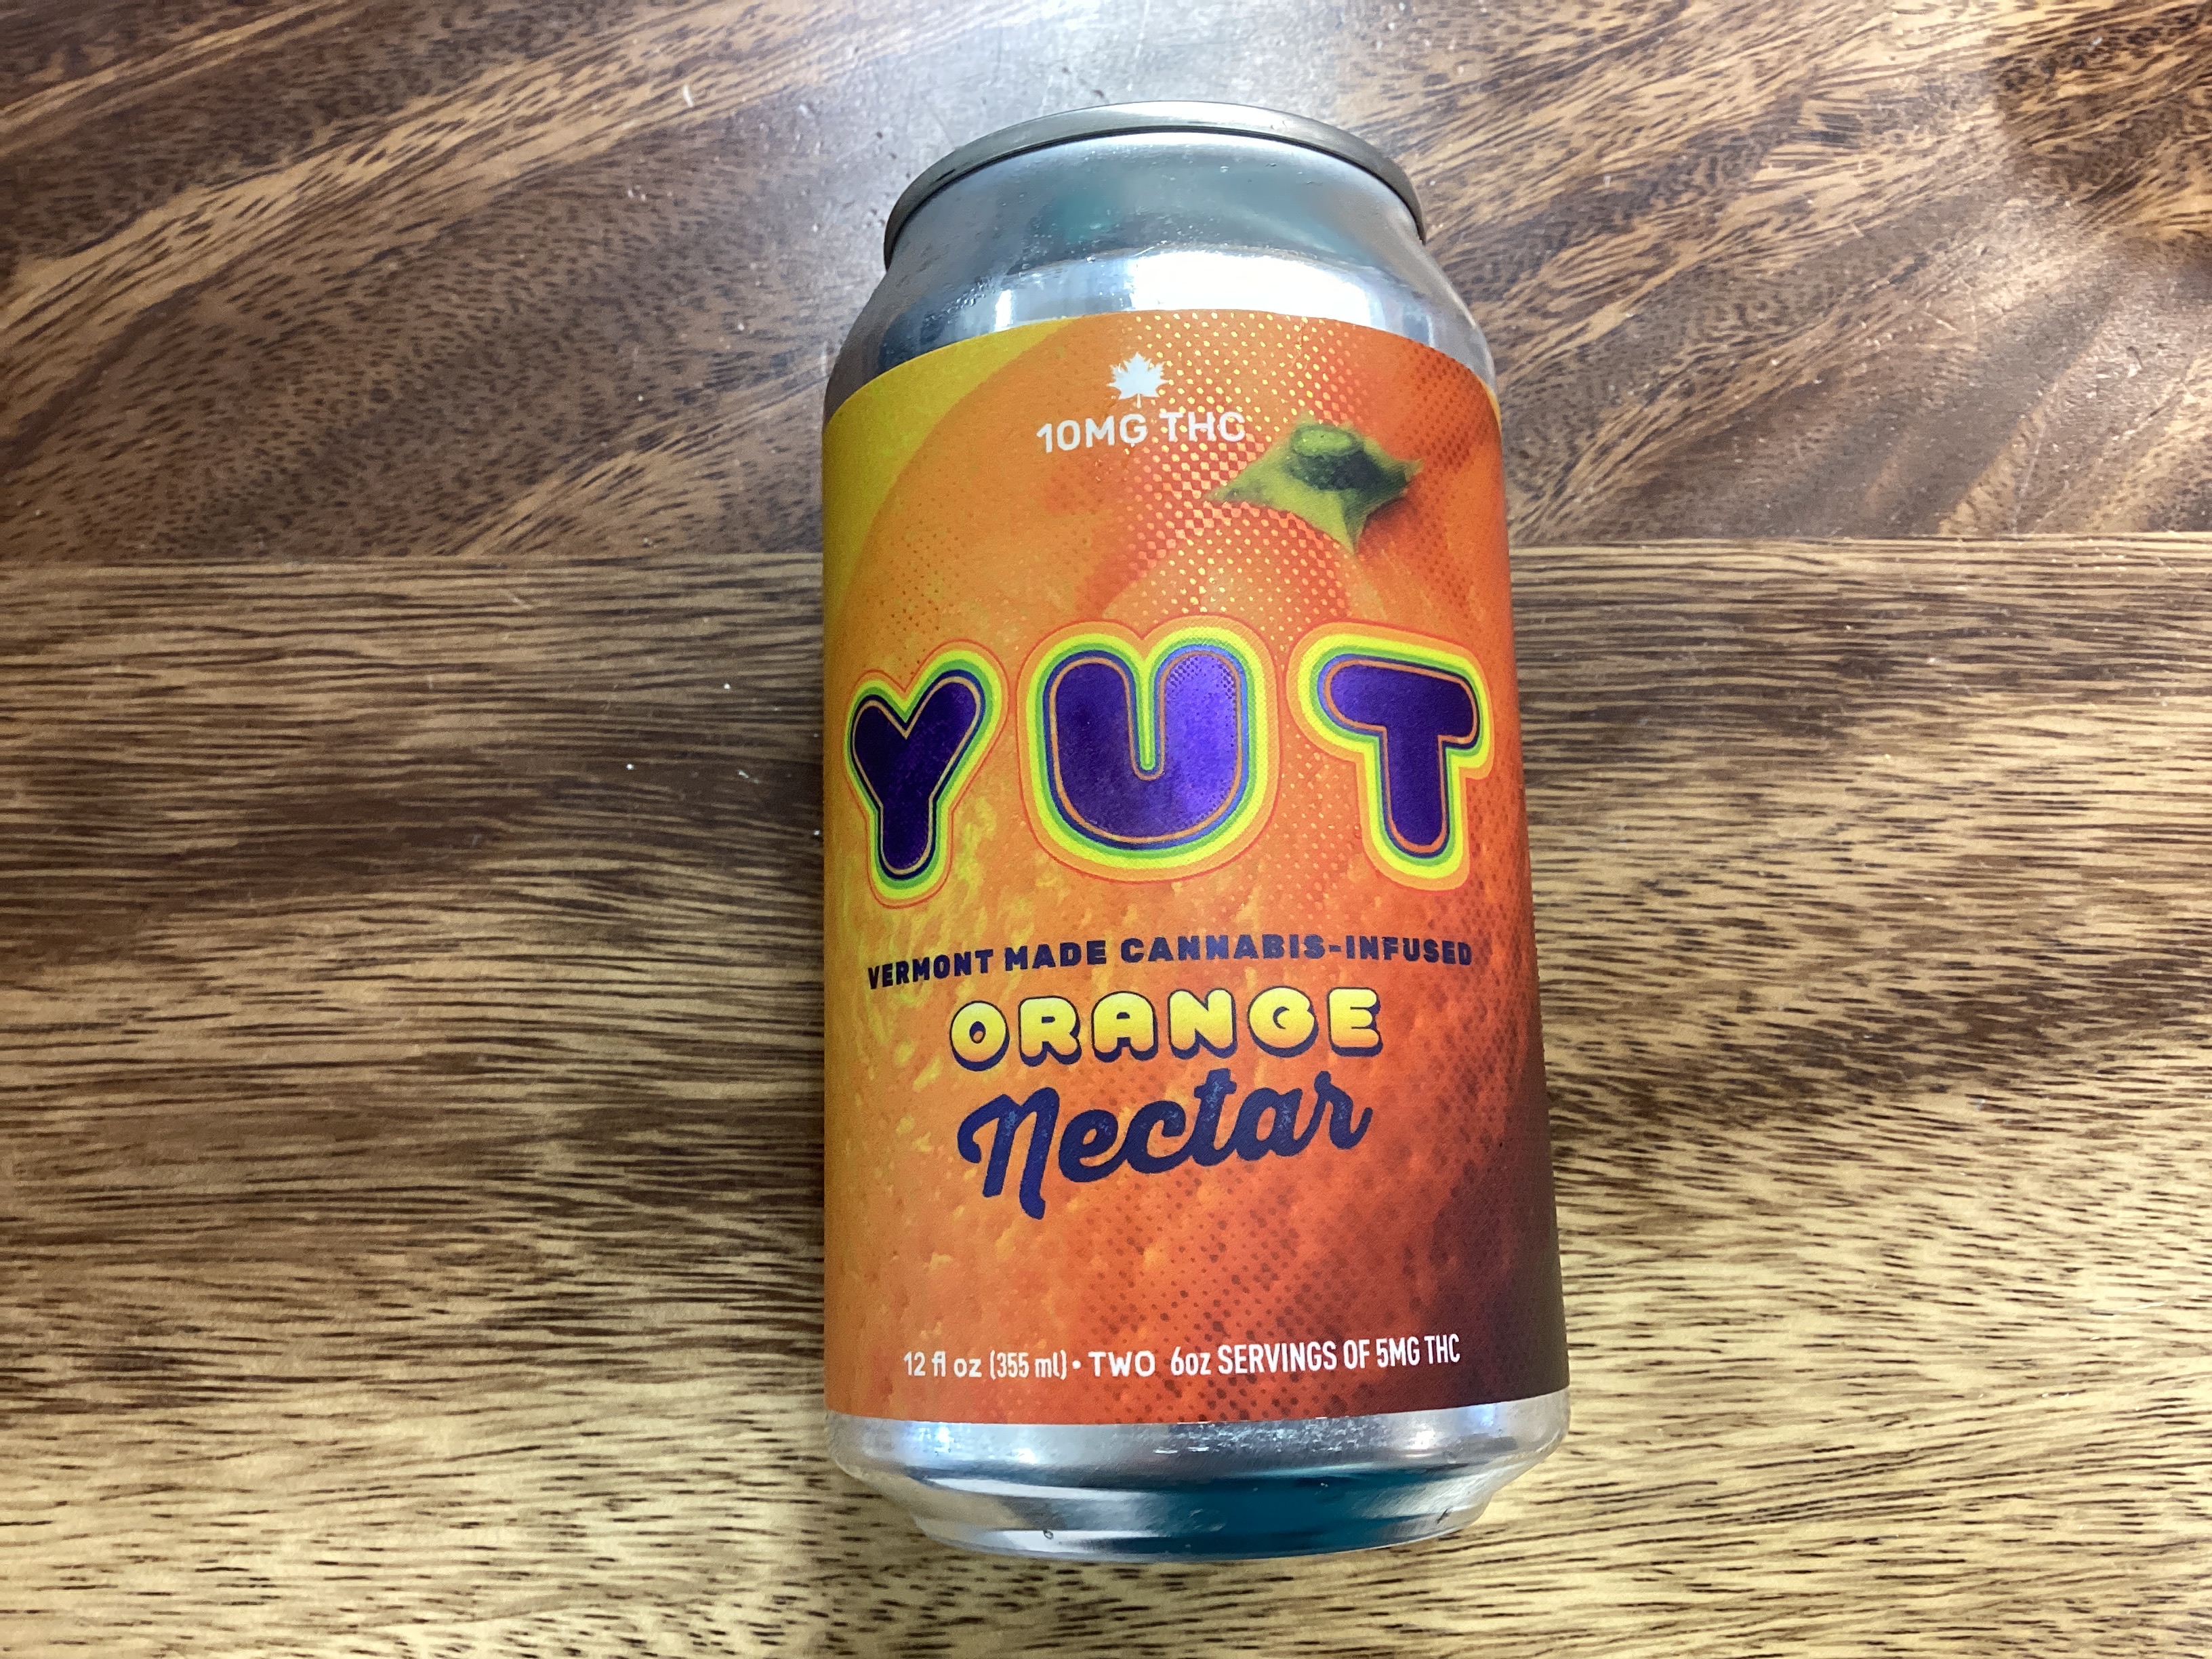 10MG THC
YUT
VERMONT MADE CANNABIS-INFUSED
ORANGE
Nectar
12 fl oz (355 ml) • TWO 6oz SERVINGS OF 5MG THC